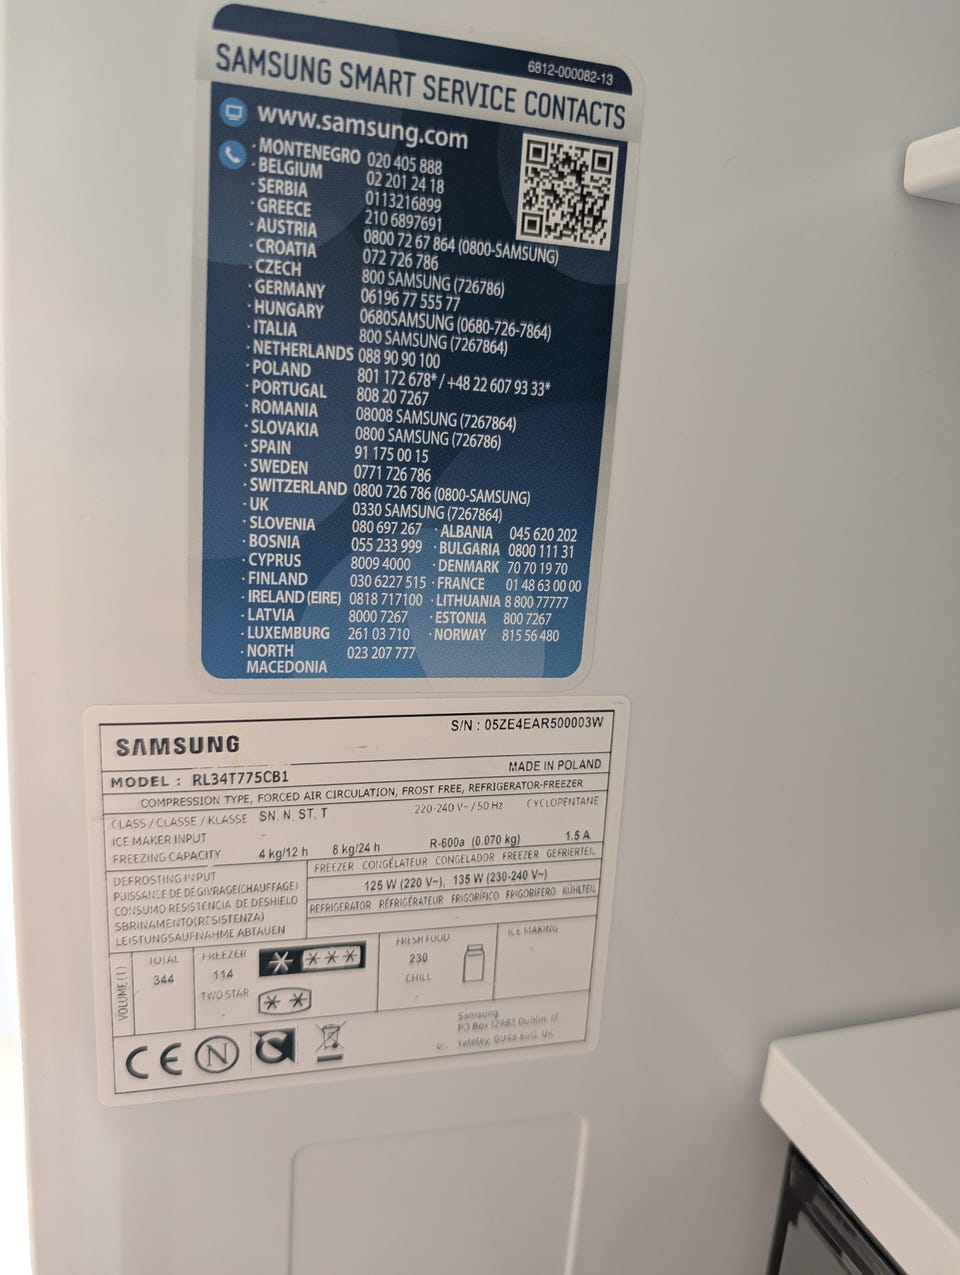 6812-000082-13
SAMSUNG SMART SERVICE CONTACTS
www.samsung.com
· MONTENEGRO 020 405 888
· BELGIUM 02 201 24 18
· SERBIA 0113216899
· GREECE 210 6897691
· AUSTRIA 0800 72 67 864 (0800-SAMSUNG)
· CROATIA 072 726 786
· CZECH 800 SAMSUNG (726786)
· GERMANY 06196 77 555 77
· HUNGARY 0680SAMSUNG (0680-726-7864)
· ITALIA 800 SAMSUNG (7267864)
· NETHERLANDS 088 90 90 100
· POLAND 801 172 678* / +48 22 607 93 33*
· PORTUGAL 808 20 7267
· ROMANIA 08008 SAMSUNG (7267864)
· SLOVAKIA 0800 SAMSUNG (726786)
· SPAIN 91 175 00 15
· SWEDEN 0771 726 786
· SWITZERLAND 0800 726 786 (0800-SAMSUNG)
· UK 0330 SAMSUNG (7267864)
· SLOVENIA 080 697 267 · ALBANIA 045 620 202
· BOSNIA 055 233 999 · BULGARIA 0800 111 31
· CYPRUS 8009 4000 · DENMARK 70 70 19 70
· FINLAND 030 6227 515 · FRANCE 01 48 63 00 00
· IRELAND (EIRE) 0818 717100 · LITHUANIA 8 800 77777
· LATVIA 8000 7267 · ESTONIA 800 7267
· LUXEMBURG 261 03 710 · NORWAY 815 56 480
· NORTH 023 207 777
MACEDONIA
SAMSUNG S/N : 05ZE4EAR500003W
MODEL : RL34T775CB1 MADE IN POLAND
COMPRESSION TYPE, FORCED AIR CIRCULATION, FROST FREE, REFRIGERATOR-FREEZER
CLASS / CLASSE / KLASSE SN, N, ST, T 220-240 V~ / 50 Hz CYCLOPENTANE
ICE MAKER INPUT - R-600a (0.070 kg) 1.5 A
FREEZING CAPACITY 4 kg/12 h 8 kg/24 h
FREEZER CONGÉLATEUR CONGELADOR FREEZER GEFRIERTEIL
DEFROSTING INPUT
PUISSANCE DE DÉGIVRAGE(CHAUFFAGE) 125 W (220 V~), 135 W (230-240 V~)
CONSUMO RESISTENCIA DE DESHIELO
SBRINAMENTO(RESISTENZA) REFRIGERATOR RÉFRIGÉRATEUR FRIGORÍFICO FRIGORIFERO KÜHLTEIL
LEISTUNGSAUFNAHME ABTAUEN
VOLUME (L) TOTAL FREEZER FRESH FOOD ICE MAKING
344 114 230
TWO STAR CHILL
- -
CE N
Samsung
PO Box 12987, Dublin. IE
or Yateley, GU46 6GG, UK